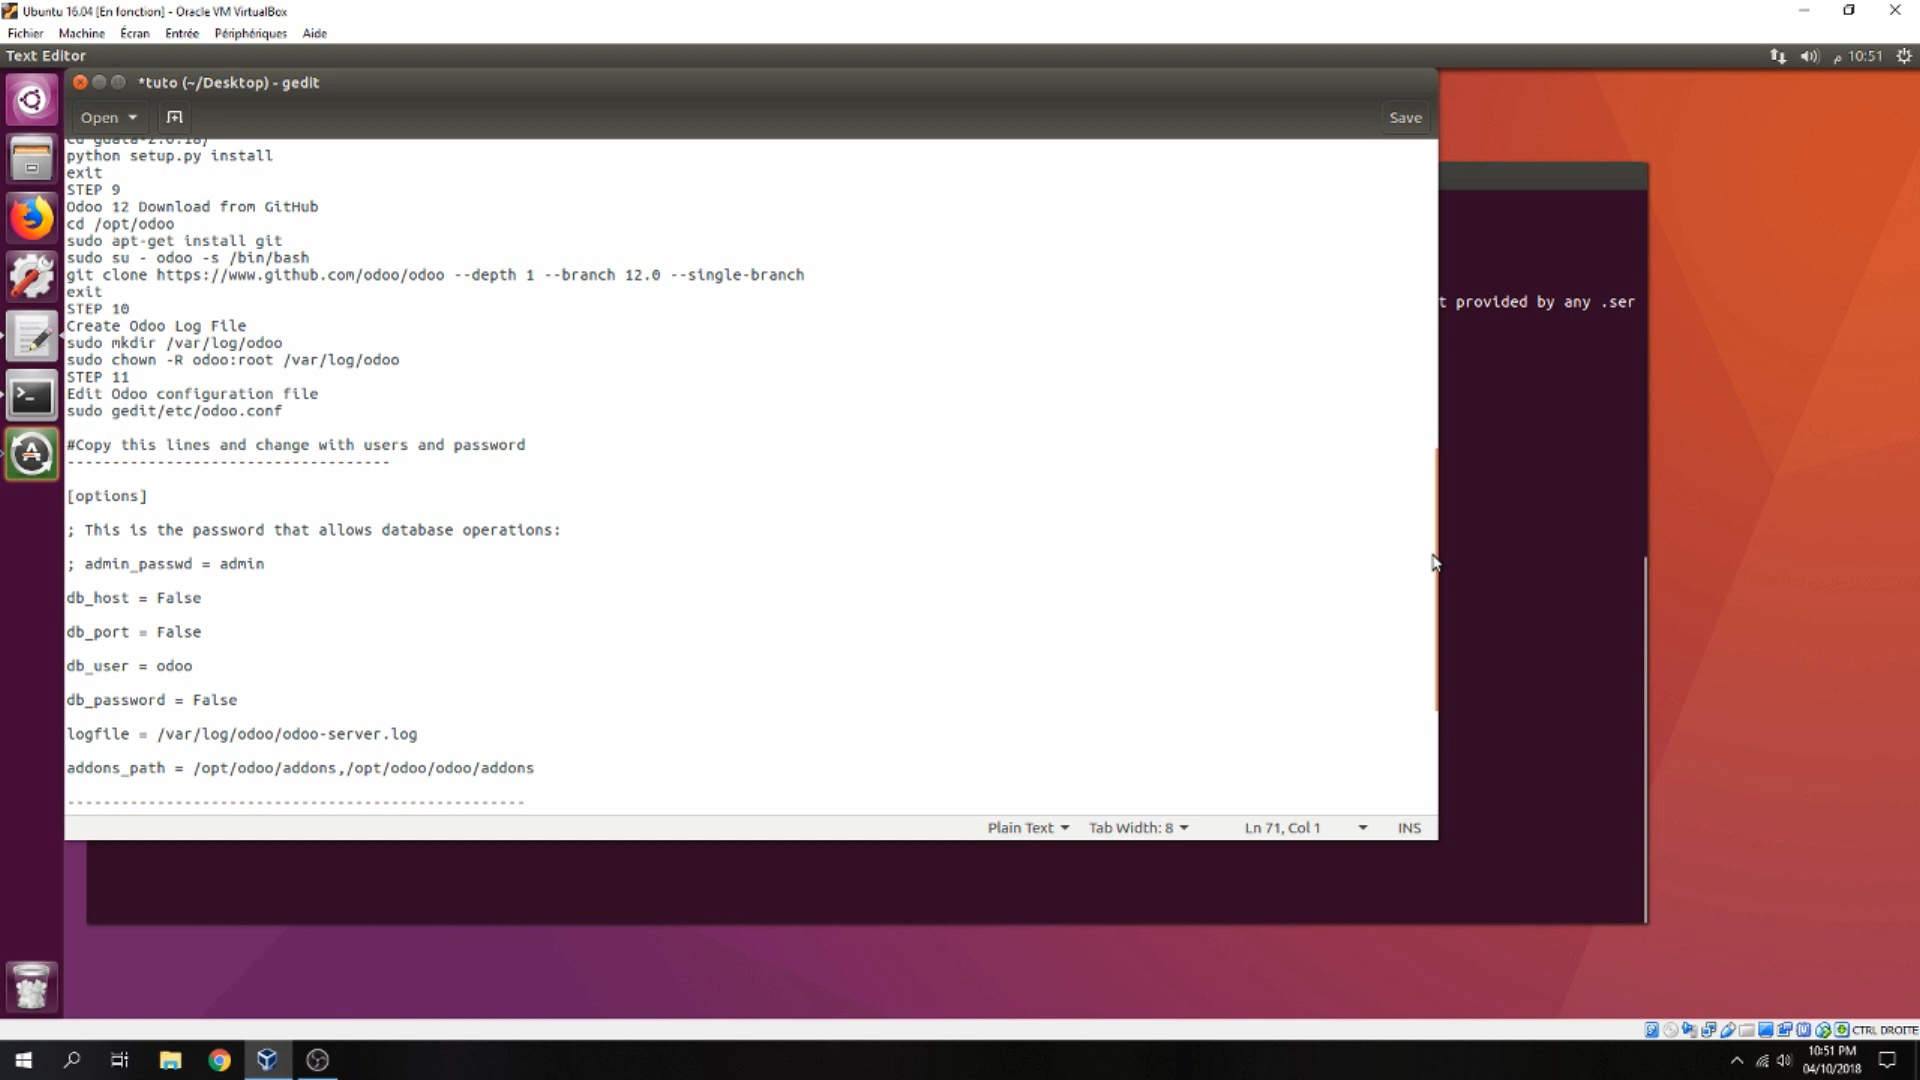 Ubuntu 16.04 [En fonction] - Oracle VM VirtualBox
Fichier Machine Écran Entrée Périphériques Aide
Text Editor
م 10:51
*tuto (~/Desktop) - gedit
Open
Save
cd gdata-2.0.18/
python setup.py install
exit
STEP 9
Odoo 12 Download from GitHub
cd /opt/odoo
sudo apt-get install git
sudo su - odoo -s /bin/bash
git clone https://www.github.com/odoo/odoo --depth 1 --branch 12.0 --single-branch
exit
t provided by any .ser
STEP 10
Create Odoo Log File
sudo mkdir /var/log/odoo
sudo chown -R odoo:root /var/log/odoo
STEP 11
Edit Odoo configuration file
sudo gedit/etc/odoo.conf
#Copy this lines and change with users and password
------------------------------------
[options]
; This is the password that allows database operations:
; admin_passwd = admin
db_host = False
db_port = False
db_user = odoo
db_password = False
logfile = /var/log/odoo/odoo-server.log
addons_path = /opt/odoo/addons,/opt/odoo/odoo/addons
---------------------------------------------------
Plain Text Tab Width: 8 Ln 71, Col 1 INS
CTRL DROITE
10:51 PM
04/10/2018